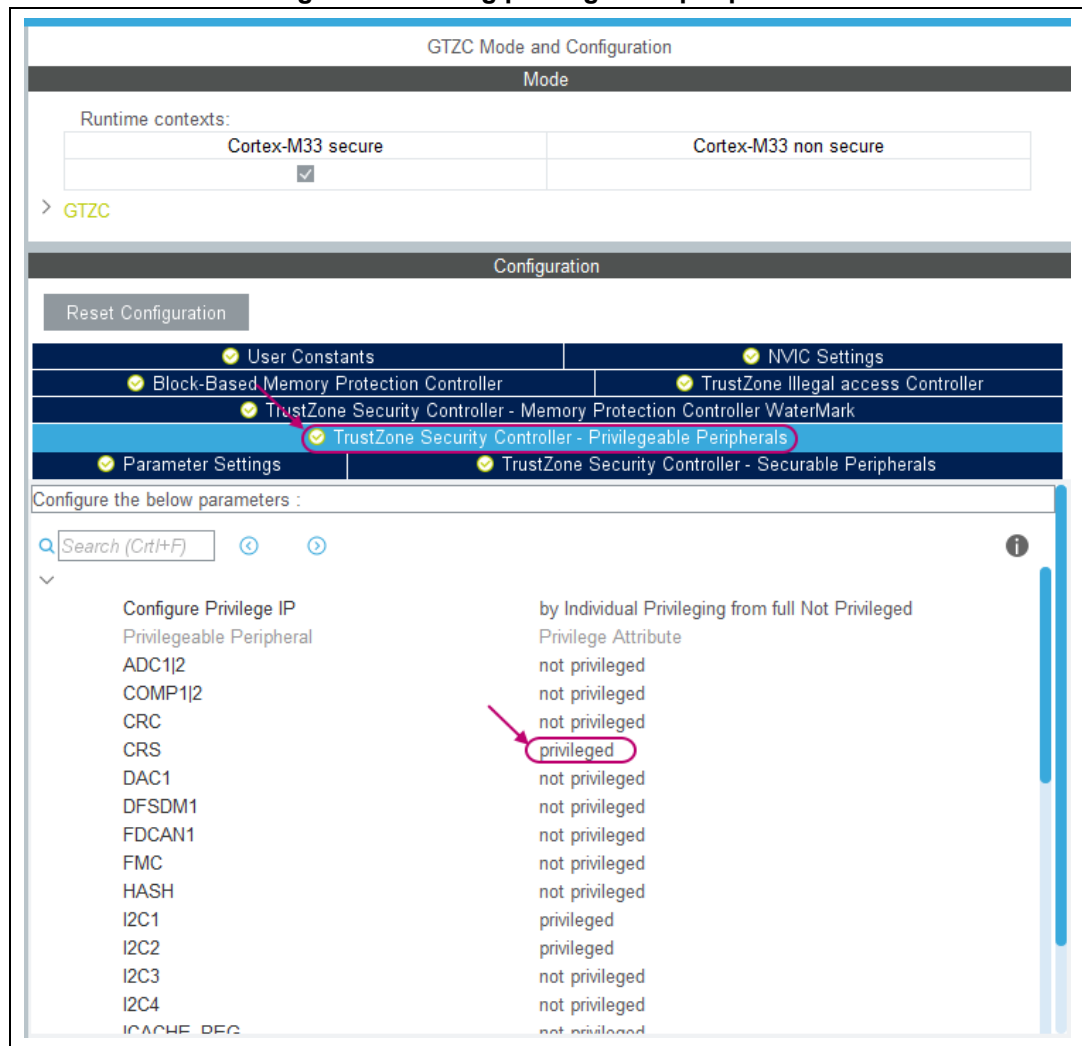 GTZC Mode and Configuration
Mode
Runtime contexts:
Cortex-M33 secure Cortex-M33 non secure
GTZC
Configuration
Reset Configuration
User Constants NVIC Settings
Block-Based Memory Protection Controller TrustZone Illegal access Controller
TrustZone Security Controller - Memory Protection Controller WaterMark
TrustZone Security Controller - Privilegeable Peripherals
Parameter Settings TrustZone Security Controller - Securable Peripherals
Configure the below parameters :
Search (Crtl+F)
Configure Privilege IP by Individual Privileging from full Not Privileged
Privilegeable Peripheral Privilege Attribute
ADC1|2 not privileged
COMP1|2 not privileged
CRC not privileged
CRS privileged
DAC1 not privileged
DFSDM1 not privileged
FDCAN1 not privileged
FMC not privileged
HASH not privileged
I2C1 privileged
I2C2 privileged
I2C3 not privileged
I2C4 not privileged
ICACHE_REG not privileged